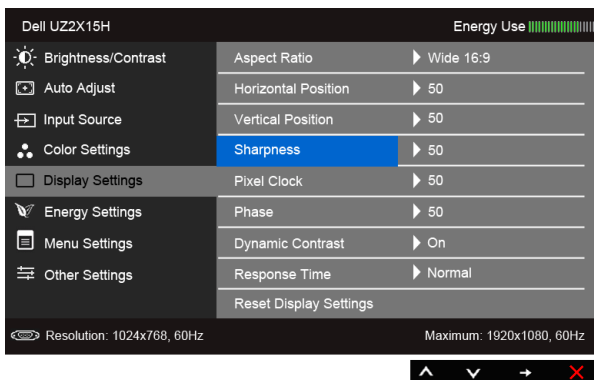 Dell UZ2X15H Energy Use
Brightness/Contrast Aspect Ratio Wide 16:9
Auto Adjust Horizontal Position 50
Input Source Vertical Position 50
Color Settings Sharpness 50
Display Settings Pixel Clock 50
Energy Settings Phase 50
Menu Settings Dynamic Contrast On
Other Settings Response Time Normal
Reset Display Settings
Resolution: 1024x768, 60Hz Maximum: 1920x1080, 60Hz